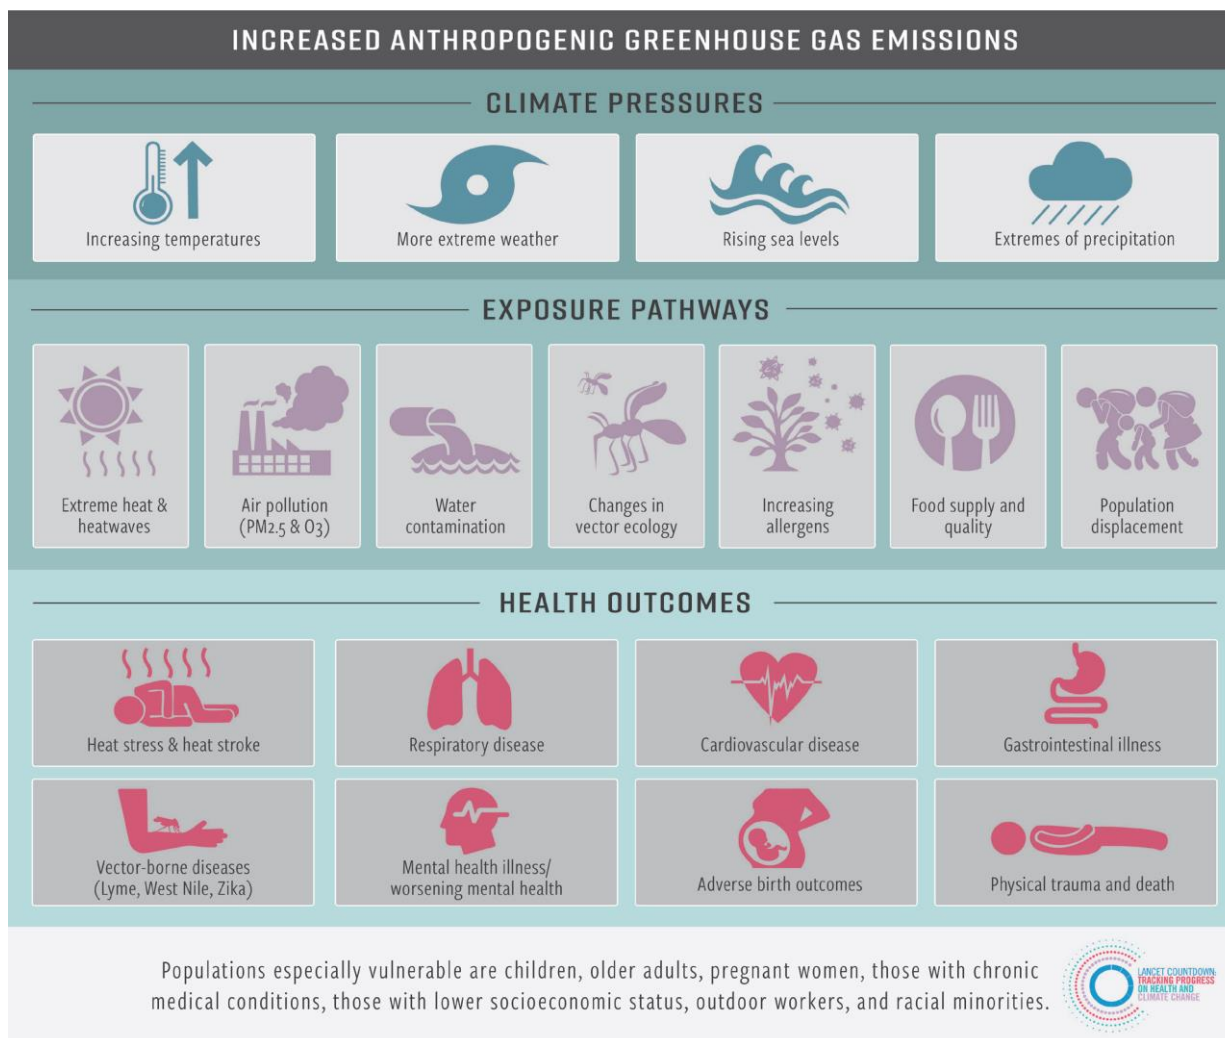 INCREASED ANTHROPOGENIC GREENHOUSE GAS EMISSIONS
CLIMATE PRESSURES
Increasing temperatures
More extreme weather
Rising sea levels
Extremes of precipitation
EXPOSURE PATHWAYS
Extreme heat &
heatwaves
Air pollution
(PM2.5 & O3)
Water
contamination
Changes in
vector ecology
Increasing
allergens
Food supply and
quality
Population
displacement
HEALTH OUTCOMES
Heat stress & heat stroke
Respiratory disease
Cardiovascular disease
Gastrointestinal illness
Vector-borne diseases
(Lyme, West Nile, Zika)
Mental health illness/
worsening mental health
Adverse birth outcomes
Physical trauma and death
Populations especially vulnerable are children, older adults, pregnant women, those with chronic
medical conditions, those with lower socioeconomic status, outdoor workers, and racial minorities.
LANCET COUNTDOWN:
TRACKING PROGRESS
ON HEALTH AND
CLIMATE CHANGE